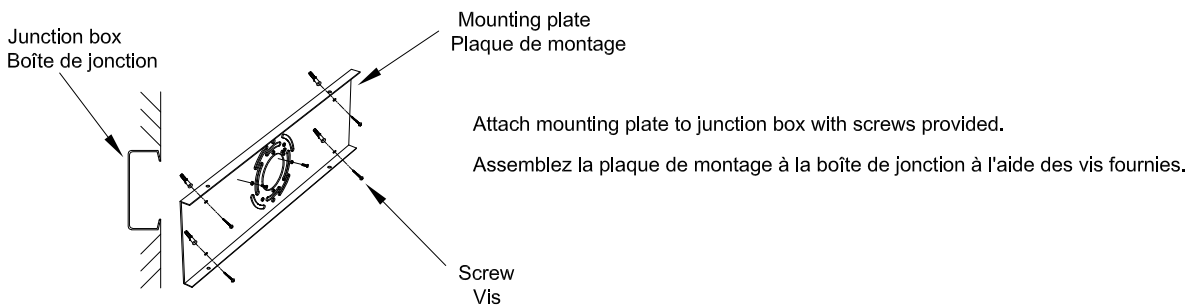 Mounting plate
Plaque de montage
Junction box
Boîte de jonction
Attach mounting plate to junction box with screws provided.
Assemblez la plaque de montage à la boîte de jonction à l'aide des vis fournies.
Screw
Vis